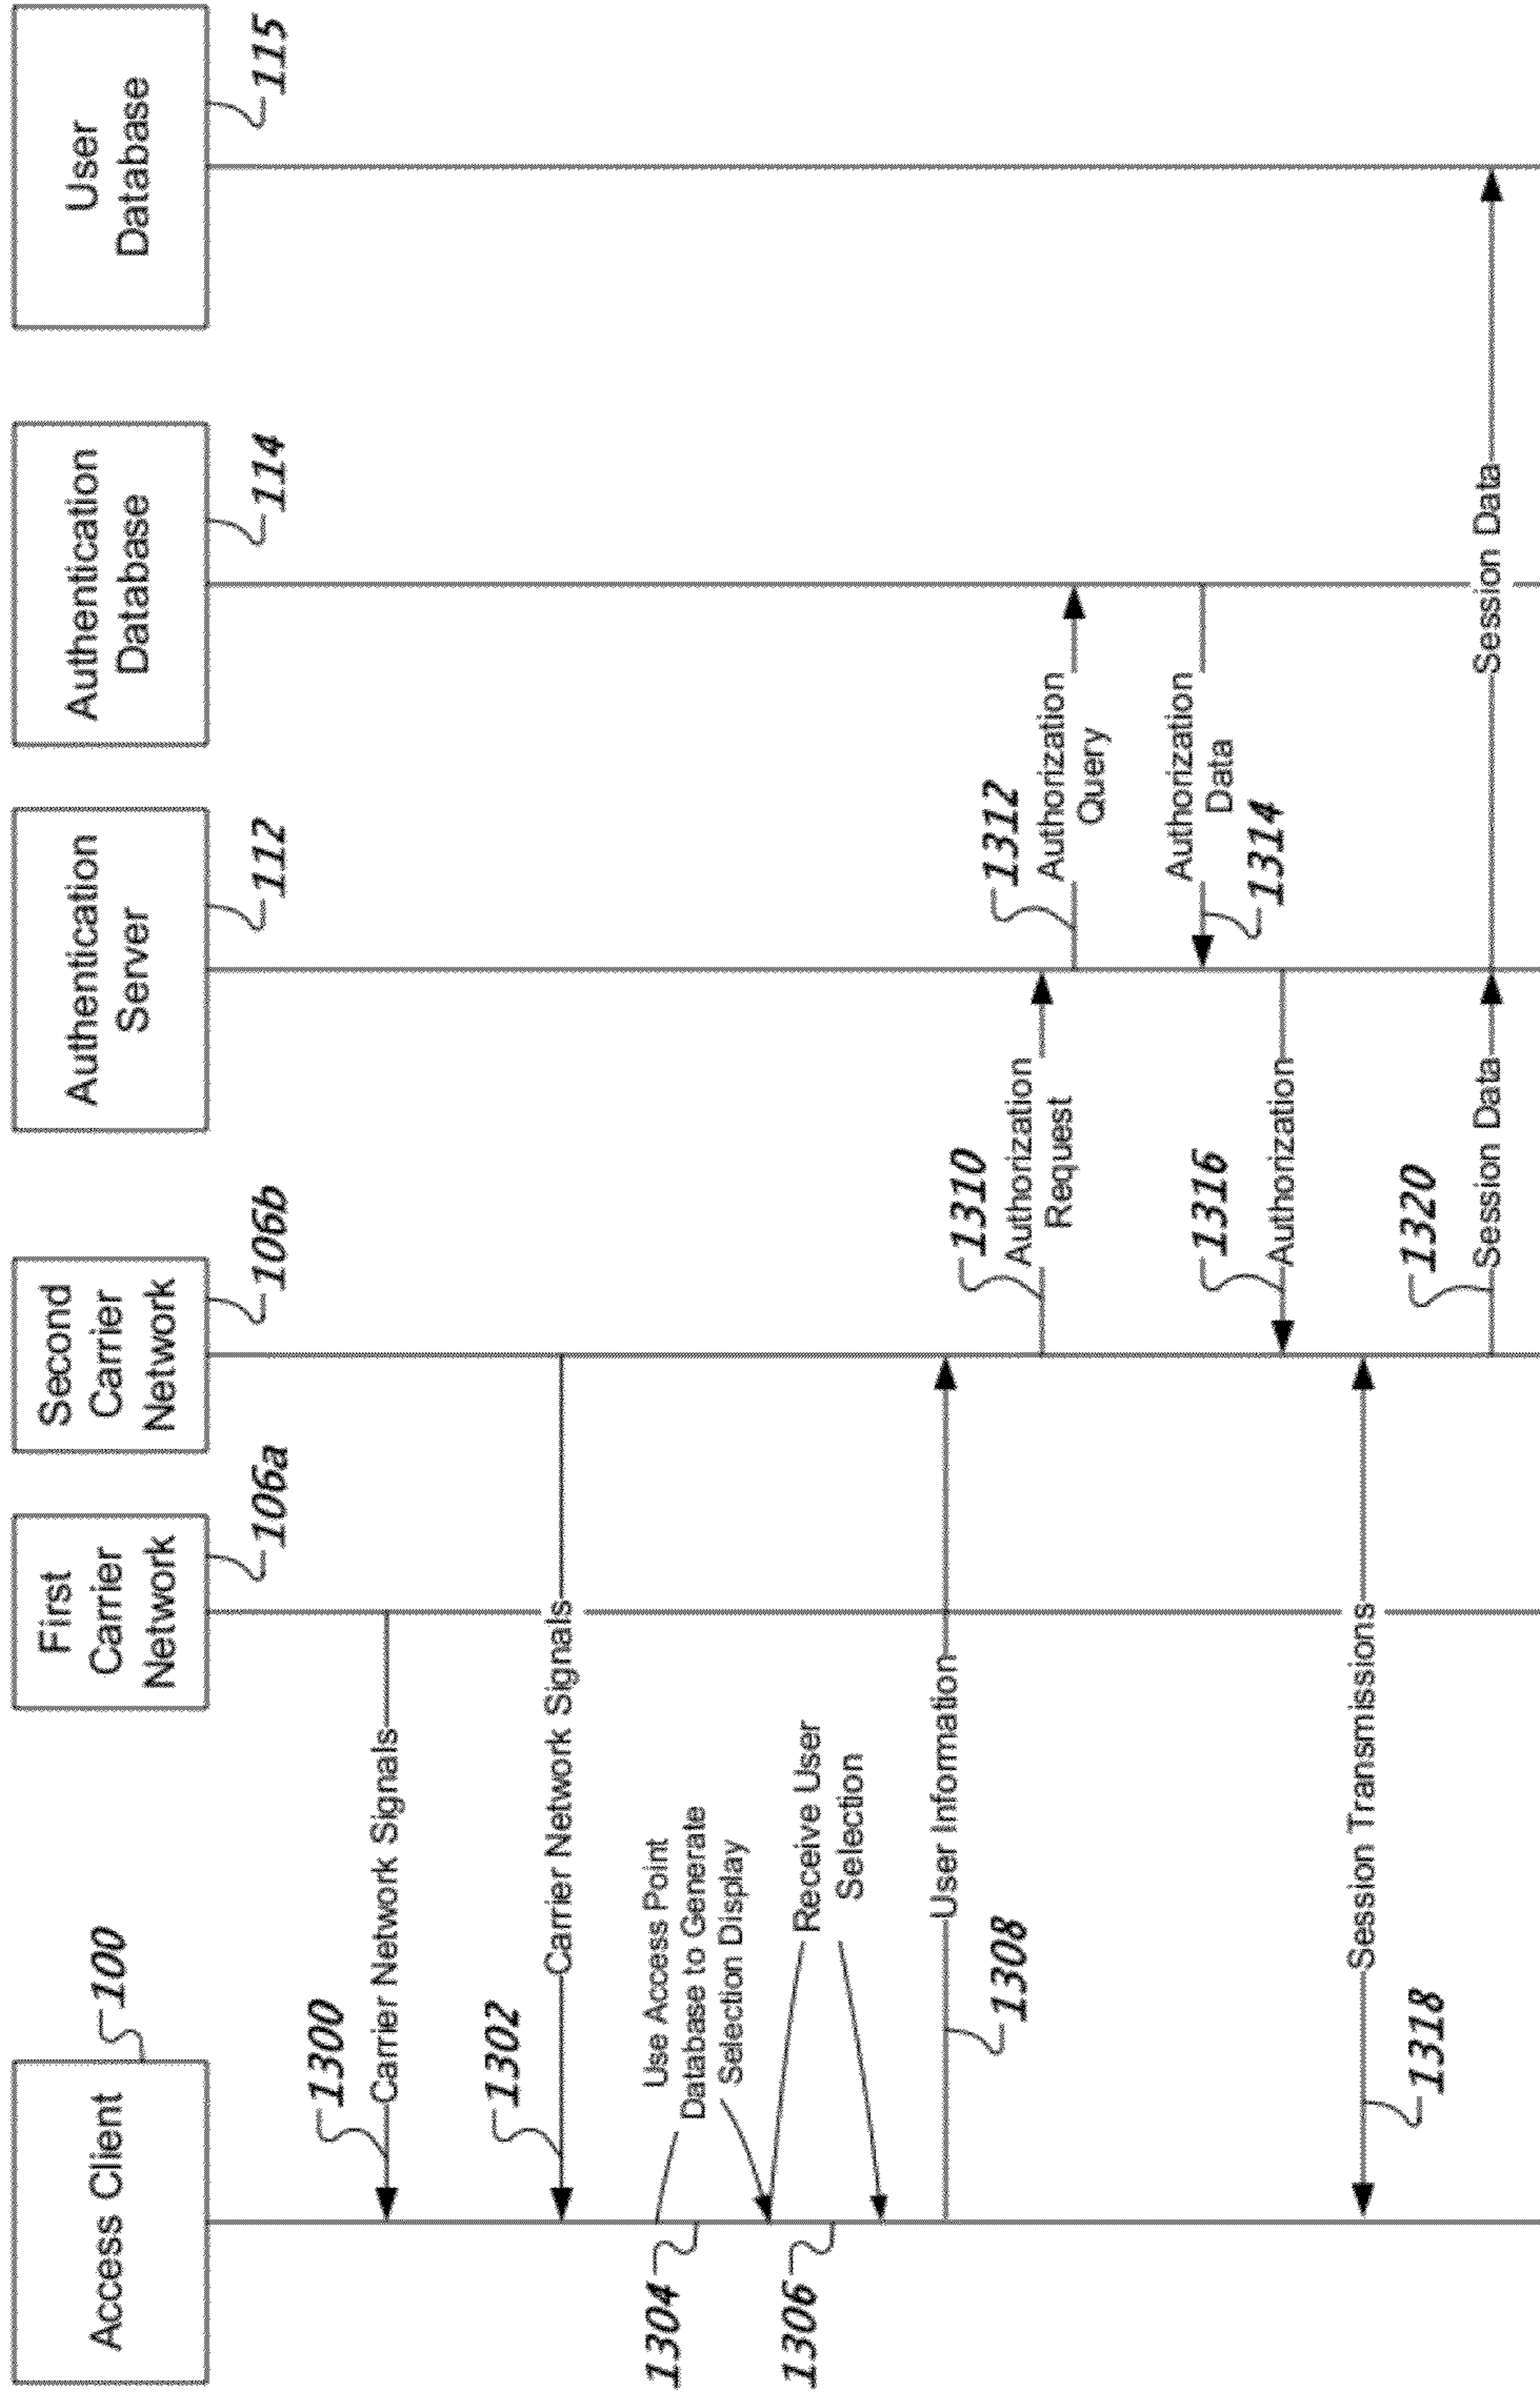 Access Client
100
First
Carrier
Network
106a
Second
Carrier
Network
106b
Authentication
Server
112
Authentication
Database
114
User
Database
115
1300
Carrier Network Signals
1302
Carrier Network Signals
1304
Use Access Point
Database to Generate
Selection Display
1306
Receive User
Selection
User Information
1308
1310
Authorization
Request
1312
Authorization
Query
Authorization
Data
1314
1316
Authorization
Session Transmissions
1318
1320
Session Data
Session Data